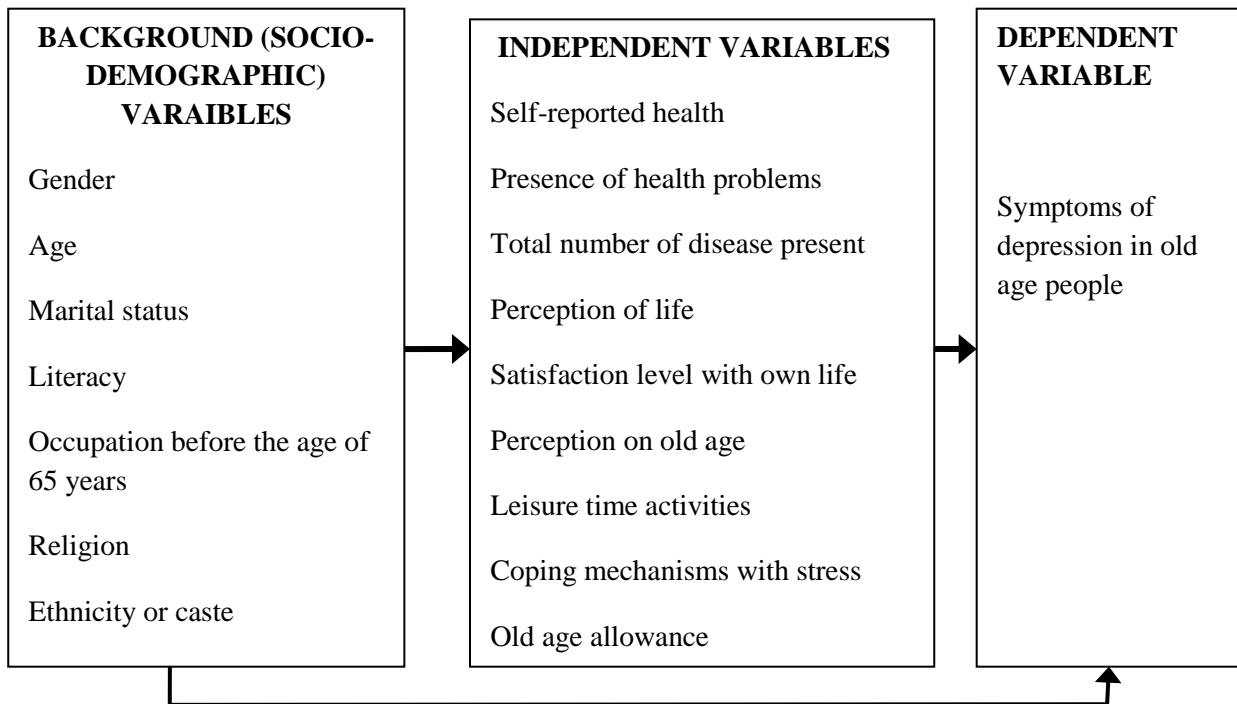 BACKGROUND (SOCIO-
DEMOGRAPHIC)
VARAIBLES
Gender
Age
Marital status
Literacy
Occupation before the age of
65 years
Religion
Ethnicity or caste
INDEPENDENT VARIABLES
Self-reported health
Presence of health problems
Total number of disease present
Perception of life
Satisfaction level with own life
Perception on old age
Leisure time activities
Coping mechanisms with stress
Old age allowance
DEPENDENT
VARIABLE
Symptoms of
depression in old
age people